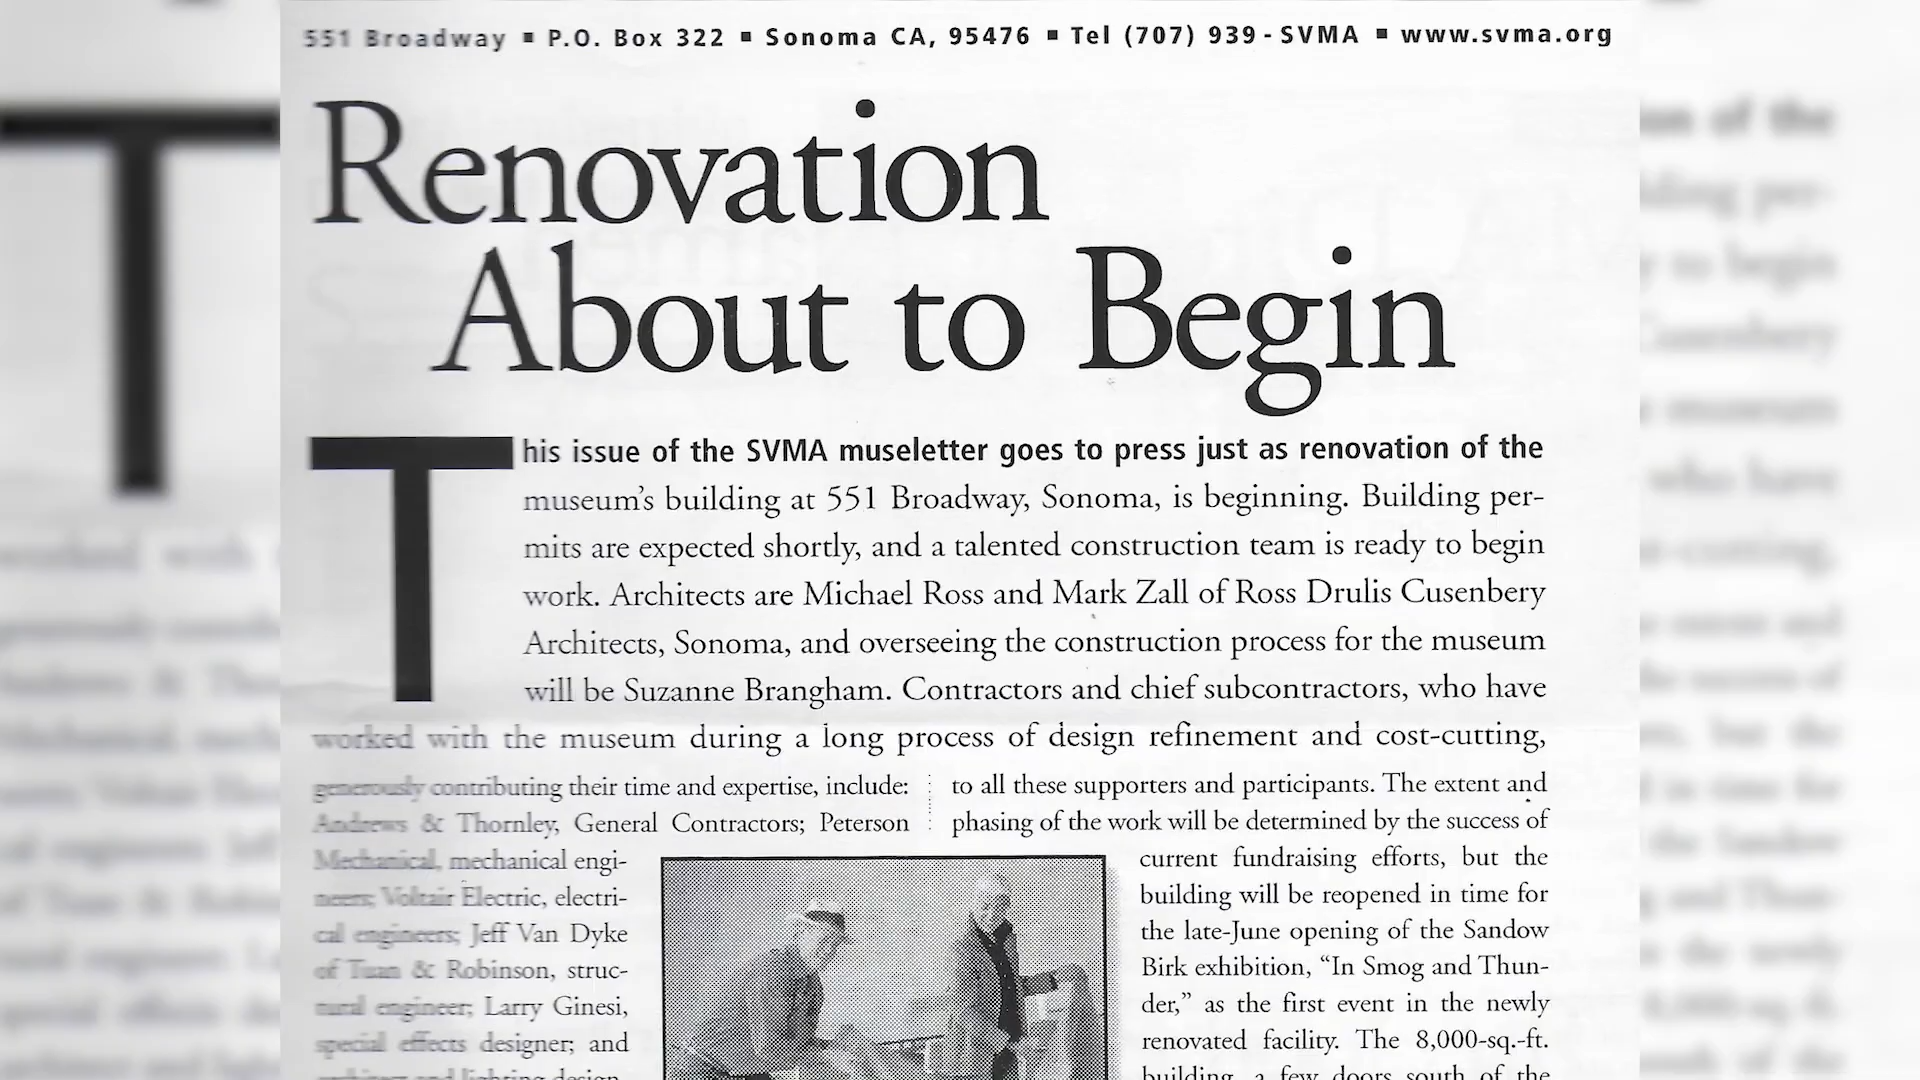 551 Broadway ▪ P.O. Box 322 ▪ Sonoma CA, 95476 ▪ Tel (707) 939-SVMA ▪ www.svma.org
Renovation
About to Begin
This issue of the SVMA museletter goes to press just as renovation of the
museum's building at 551 Broadway, Sonoma, is beginning. Building per-
mits are expected shortly, and a talented construction team is ready to begin
work. Architects are Michael Ross and Mark Zall of Ross Drulis Cusenbery
Architects, Sonoma, and overseeing the construction process for the museum
will be Suzanne Brangham. Contractors and chief subcontractors, who have
worked with the museum during a long process of design refinement and cost-cutting,
generously contributing their time and expertise, include:
Andrews & Thornley, General Contractors; Peterson
Mechanical, mechanical engi-
neers; Voltair Electric, electri-
cal engineers; Jeff Van Dyke
of Tuan & Robinson, struc-
tural engineer; Larry Ginesi,
special effects designer; and
architect and lighting design-
to all these supporters and participants. The extent and
phasing of the work will be determined by the success of
current fundraising efforts, but the
building will be reopened in time for
the late-June opening of the Sandow
Birk exhibition, “In Smog and Thun-
der,” as the first event in the newly
renovated facility. The 8,000-sq.-ft.
building, a few doors south of the